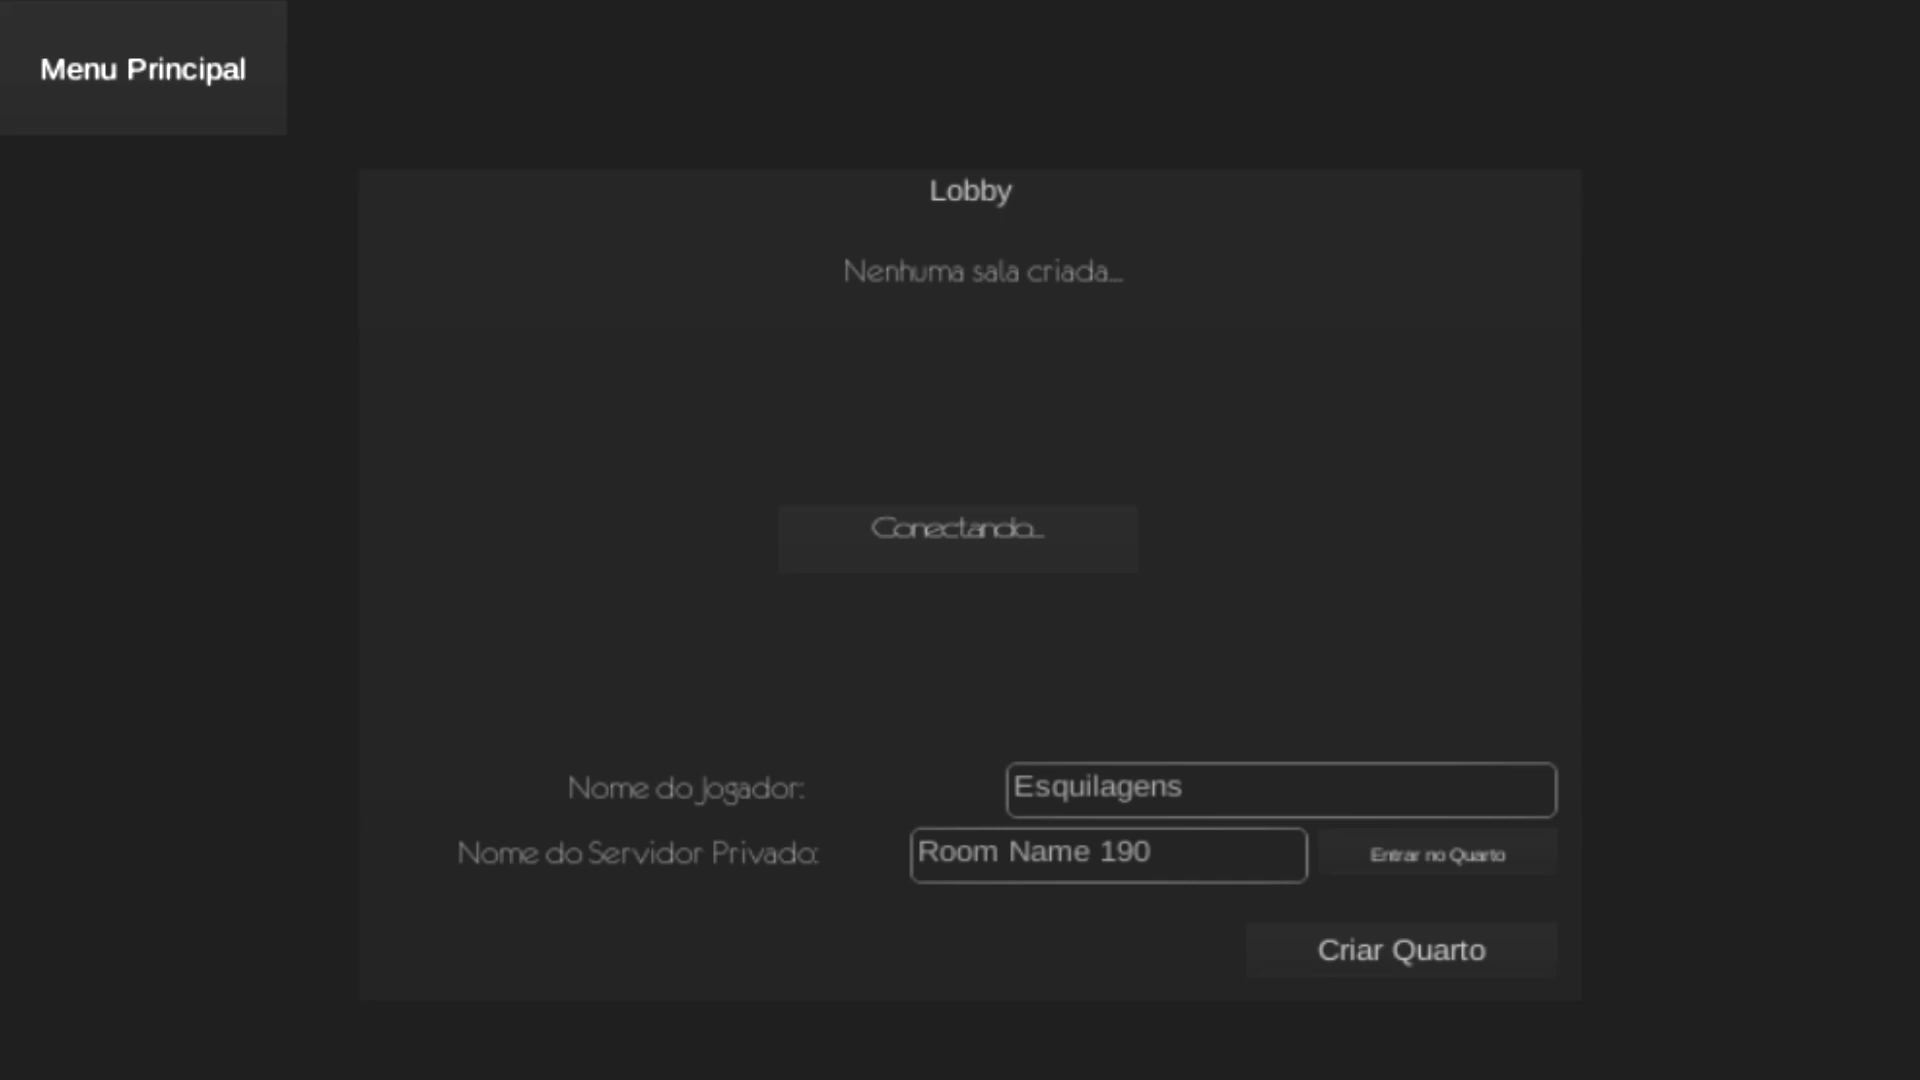 Menu Principal
Lobby
Nenhuma sala criada...
Conectando...
Nome do Jogador:
Esquilagens
Nome do Servidor Privado:
Room Name 190
Entrar no Quarto
Criar Quarto